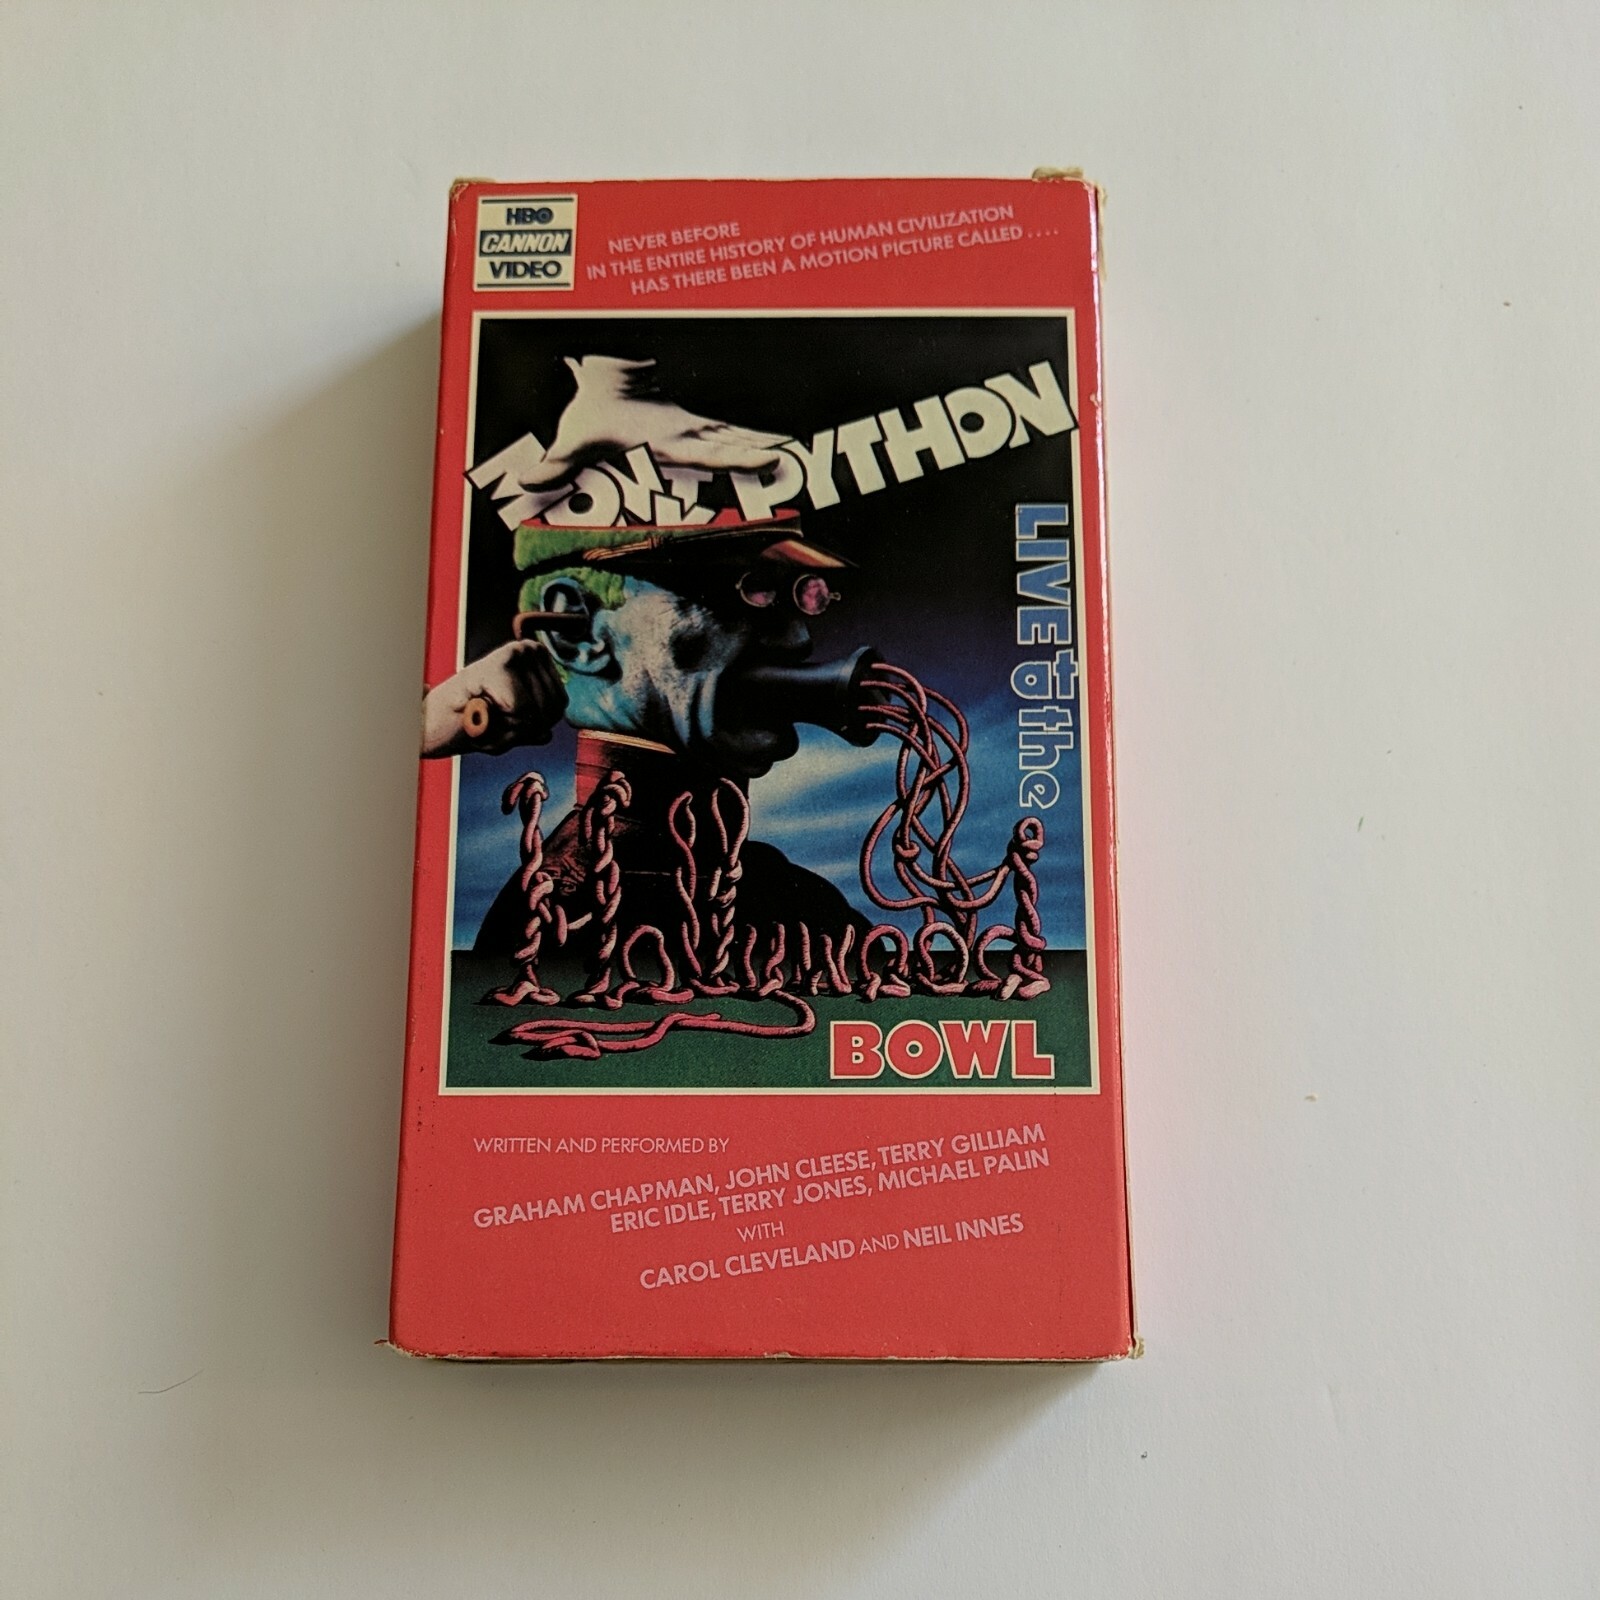 HBO
CANNON
VIDEO
NEVER BEFORE
IN THE ENTIRE HISTORY OF HUMAN CIVILIZATION
HAS THERE BEEN A MOTION PICTURE CALLED ....
MONTY PYTHON
LIVE at the
Hollywood
BOWL
WRITTEN AND PERFORMED BY
GRAHAM CHAPMAN, JOHN CLEESE, TERRY GILLIAM
ERIC IDLE, TERRY JONES, MICHAEL PALIN
WITH
CAROL CLEVELAND AND NEIL INNES